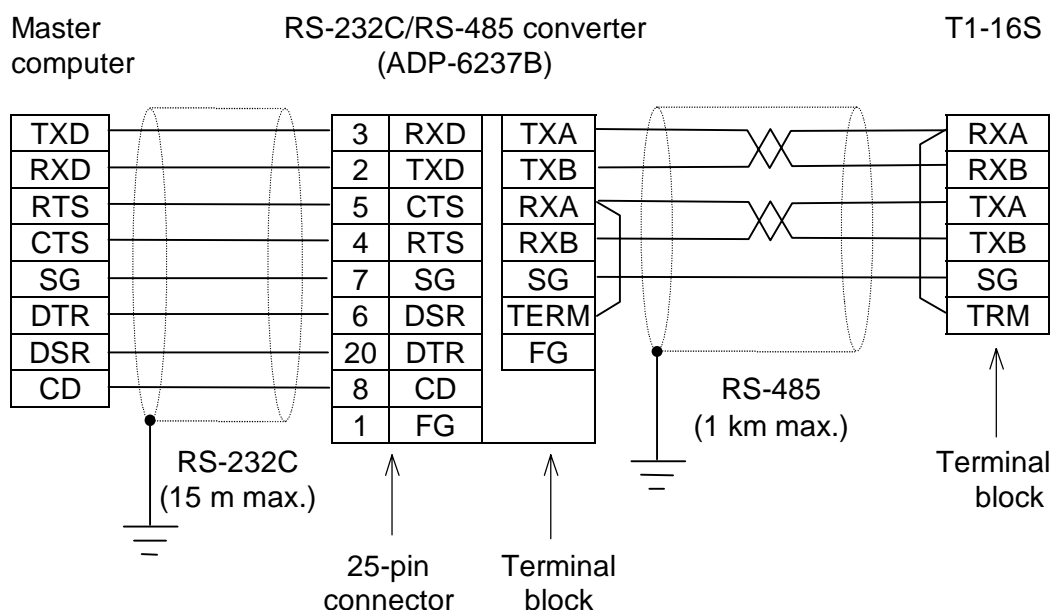 Master computer
RS-232C/RS-485 converter
(ADP-6237B)
T1-16S
TXD 3 RXD TXA RXA
RXD 2 TXD TXB RXB
RTS 5 CTS RXA TXA
CTS 4 RTS RXB TXB
SG 7 SG SG SG
DTR 6 DSR TERM TRM
DSR 20 DTR FG
CD 8 CD
1 FG
RS-232C
(15 m max.)
RS-485
(1 km max.)
25-pin
connector
Terminal
block
Terminal
block